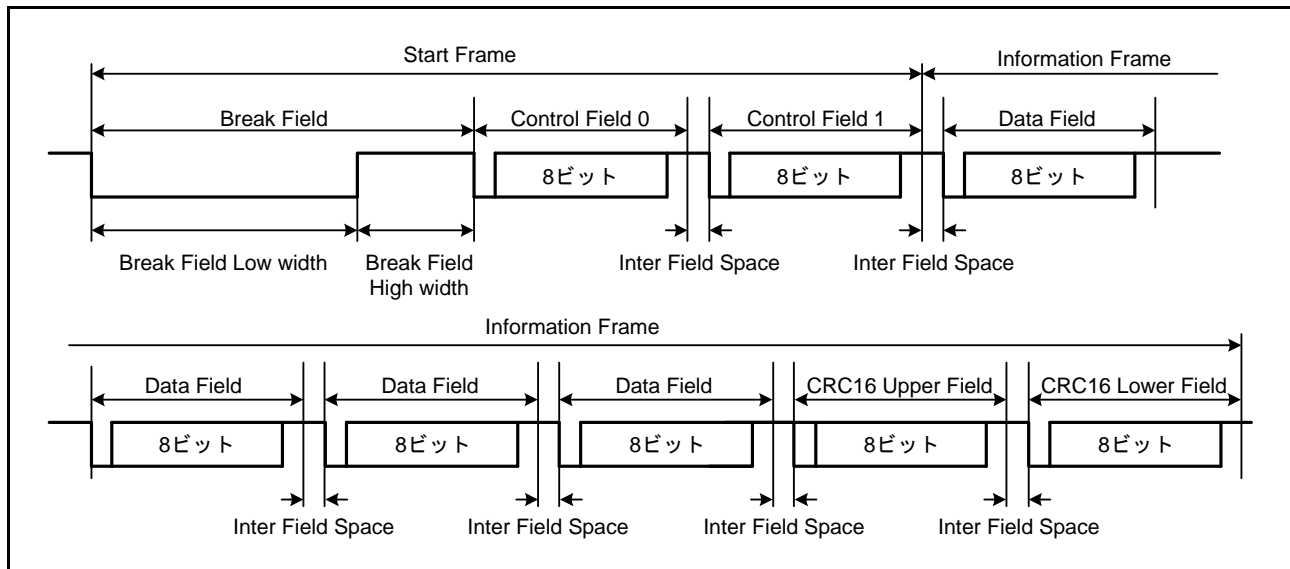 Start Frame
Information Frame
Break Field
Control Field 0
Control Field 1
Data Field
8ビット
8ビット
8ビット
Break Field Low width
Break Field
High width
Inter Field Space
Inter Field Space
Information Frame
Data Field
Data Field
Data Field
CRC16 Upper Field
CRC16 Lower Field
8ビット
8ビット
8ビット
8ビット
8ビット
Inter Field Space
Inter Field Space
Inter Field Space
Inter Field Space